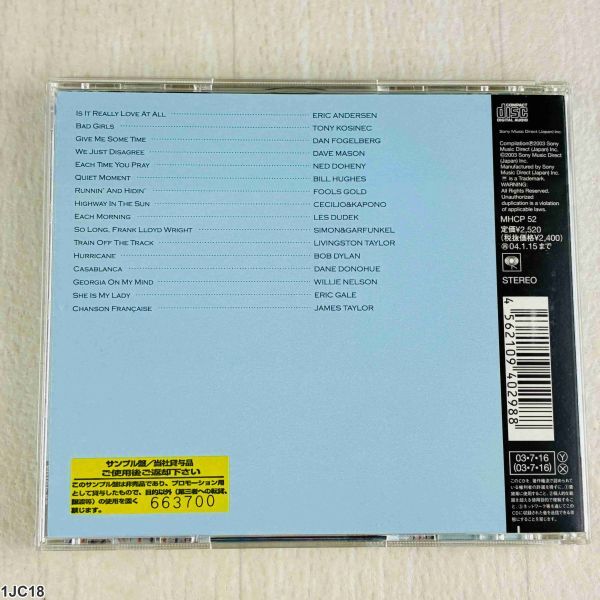 Is It Really Love At All Eric Andersen
Bad Girls Tony Kosinec
Give Me Some Time Dan Fogelberg
We Just Disagree Dave Mason
Each Time You Pray Ned Doheny
Quiet Moment Bill Hughes
Runnin' And Hidin' Fools Gold
Highway In The Sun Cecilio&Kapono
Each Morning Les Dudek
So Long, Frank Lloyd Wright Simon&Garfunkel
Train Off The Track Livingston Taylor
Hurricane Bob Dylan
Casablanca Dane Donohue
Georgia On My Mind Willie Nelson
She Is My Lady Eric Gale
Chanson Française James Taylor
COMPACT
disc
DIGITAL AUDIO
Sony Music Direct (Japan) Inc.
Compilation℗2003 Sony
Music Direct (Japan) Inc.
©2003 Sony Music Direct
(Japan) Inc.
Manufactured by Sony
Music Direct (Japan) Inc.
is a Trademark.
WARNING:
All Rights Reserved.
Unauthorized
duplication is a violation
of applicable laws.
MHCP 52
定価¥2,520
(税抜価格¥2,400)
04.1.15まで
STEREO
4 562109 402988
03・7・16 Ⓨ
(03・7・16) Ⓧ
サンプル盤/当社貸与品
ご使用後ご返却下さい
このサンプル盤は非売品であり、プロモーション用
として貸与したもので、目的以外(第三者への転貸、
譲渡等)の使用を固く
禁じます。 663700
1JC18